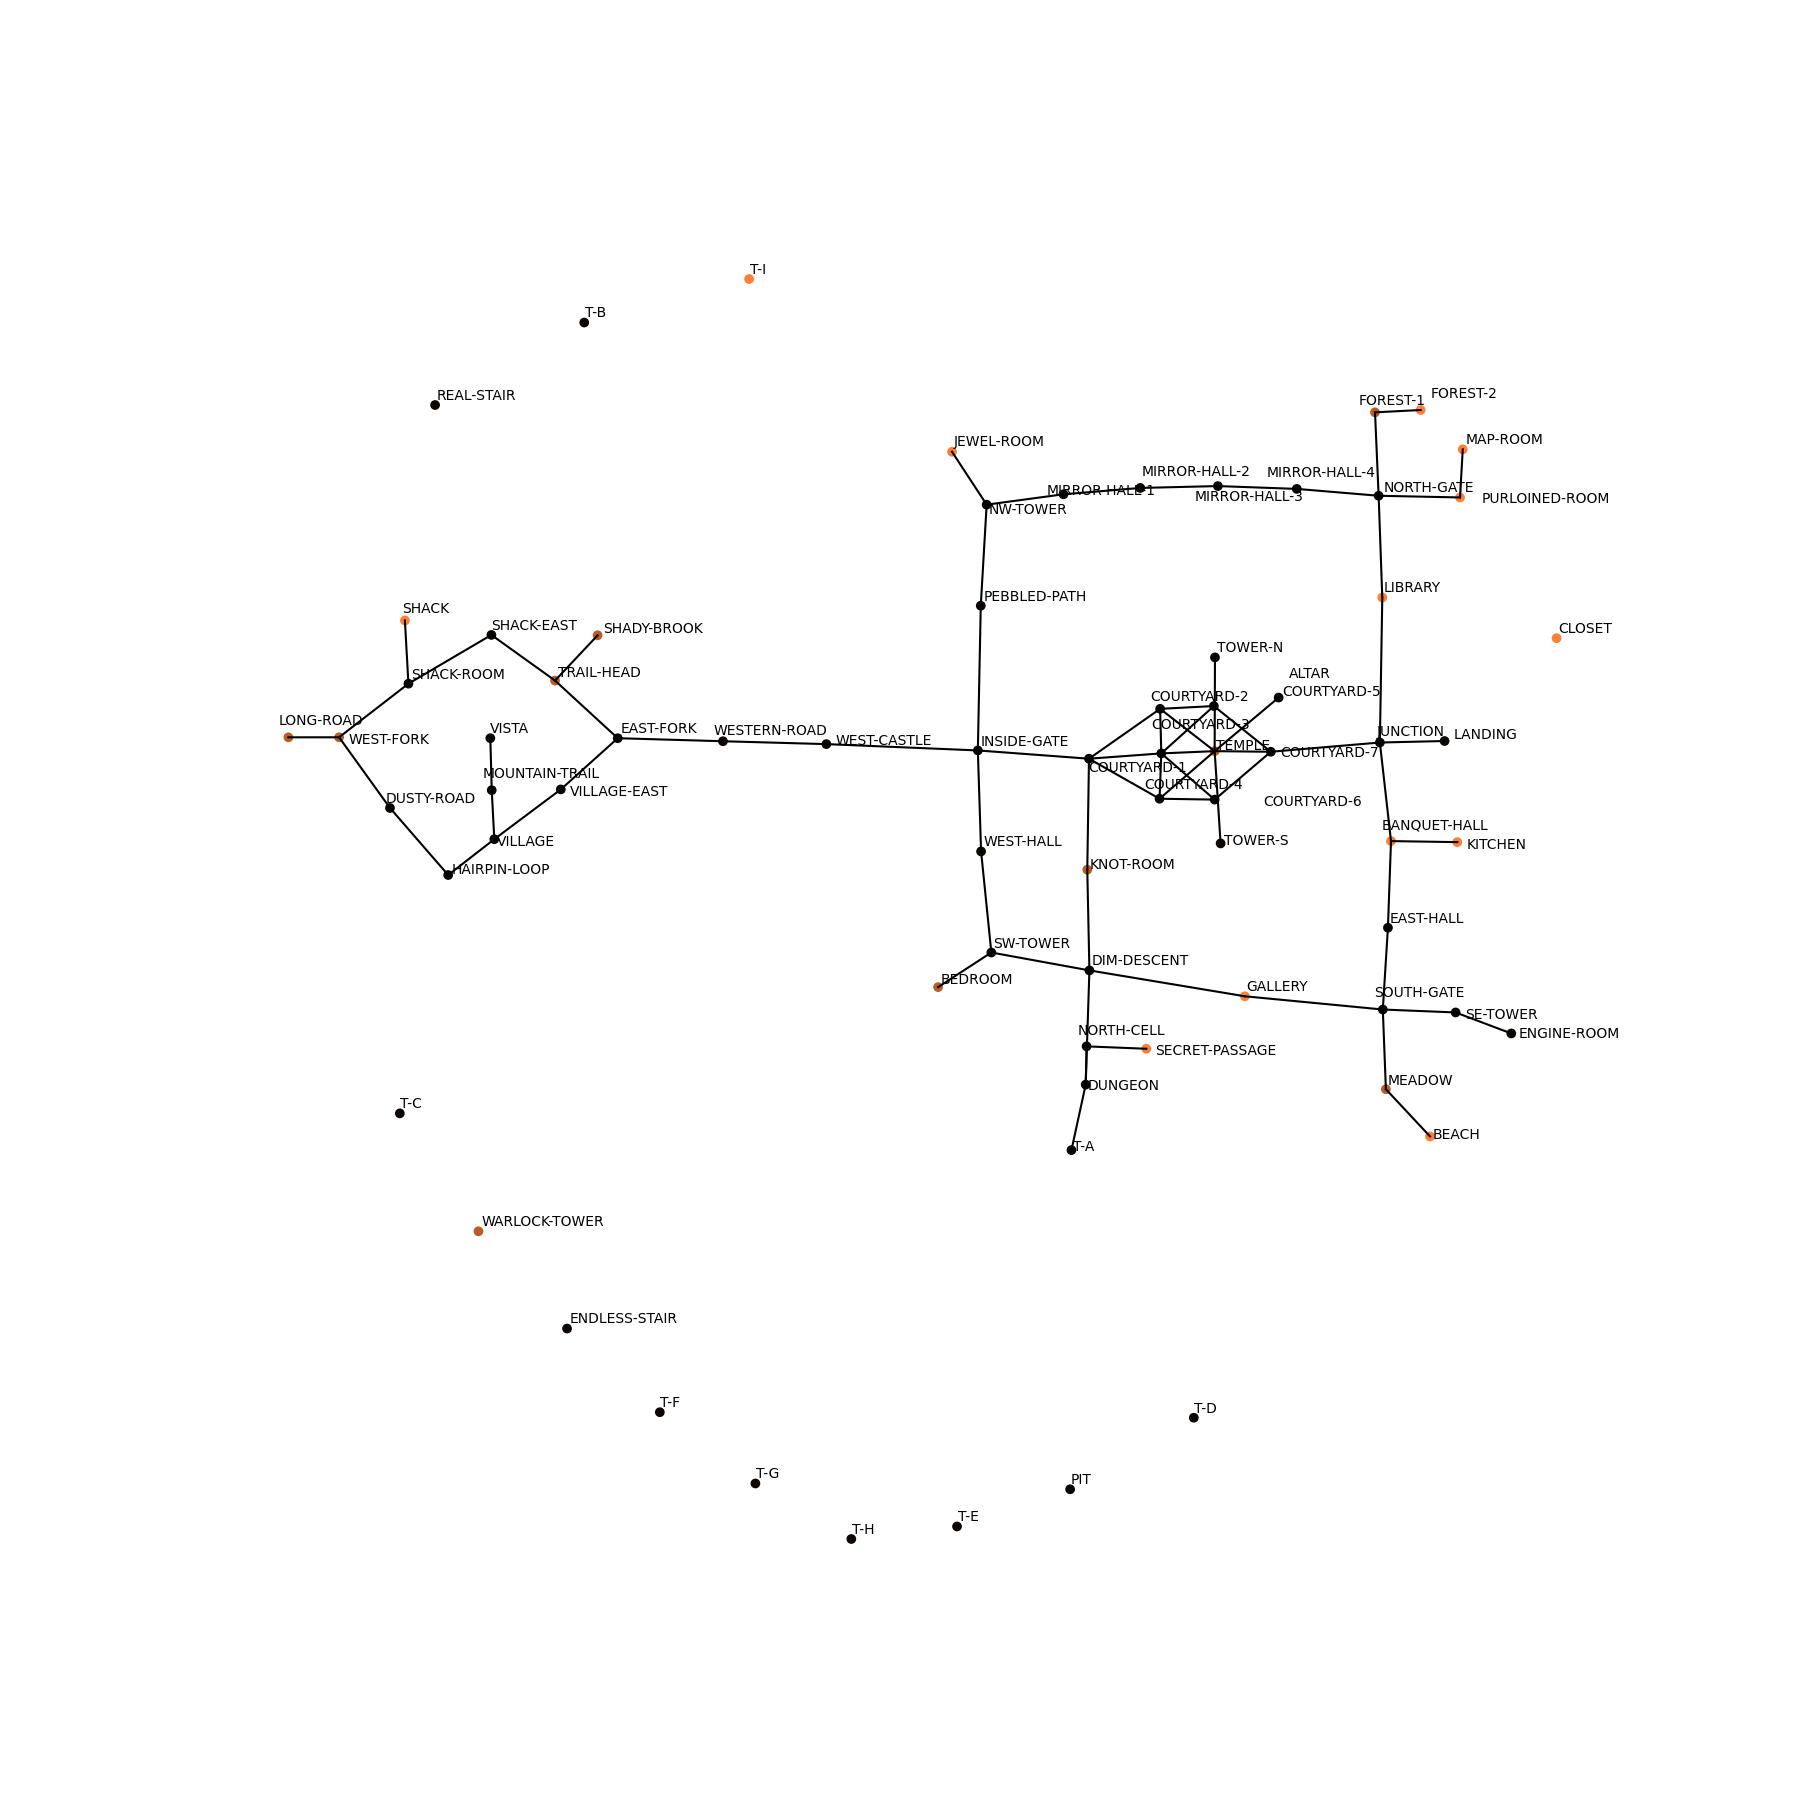 T-I
T-B
REAL-STAIR
FOREST-2
FOREST-1
JEWEL-ROOM
MAP-ROOM
MIRROR-HALL-2
MIRROR-HALL-4
MIRROR-HALL-1
NORTH-GATE
MIRROR-HALL-3
PURLOINED-ROOM
NW-TOWER
LIBRARY
PEBBLED-PATH
SHACK
SHACK-EAST
SHADY-BROOK
CLOSET
TOWER-N
SHACK-ROOM
TRAIL-HEAD
ALTAR
COURTYARD-5
COURTYARD-2
LONG-ROAD
VISTA
EAST-FORK
WESTERN-ROAD
COURTYARD-3
JUNCTION
LANDING
WEST-FORK
WEST-CASTLE
INSIDE-GATE
TEMPLE
COURTYARD-7
COURTYARD-1
MOUNTAIN-TRAIL
COURTYARD-4
VILLAGE-EAST
DUSTY-ROAD
COURTYARD-6
BANQUET-HALL
VILLAGE
WEST-HALL
TOWER-S
KITCHEN
HAIRPIN-LOOP
KNOT-ROOM
EAST-HALL
SW-TOWER
DIM-DESCENT
BEDROOM
GALLERY
SOUTH-GATE
SE-TOWER
NORTH-CELL
ENGINE-ROOM
SECRET-PASSAGE
MEADOW
DUNGEON
T-C
BEACH
T-A
WARLOCK-TOWER
ENDLESS-STAIR
T-F
T-D
T-G
PIT
T-E
T-H